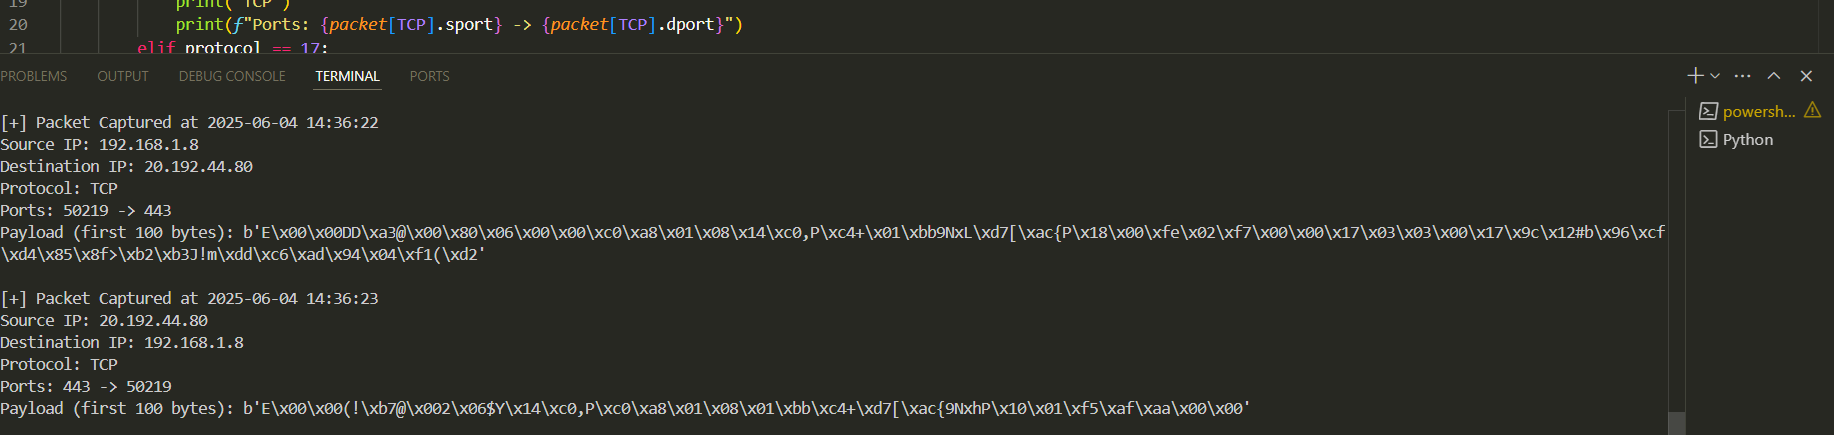 19 print("TCP")
20 print(f"Ports: {packet[TCP].sport} -> {packet[TCP].dport}")
21 elif protocol == 17:
PROBLEMS OUTPUT DEBUG CONSOLE TERMINAL PORTS
[+] Packet Captured at 2025-06-04 14:36:22
Source IP: 192.168.1.8
Destination IP: 20.192.44.80
Protocol: TCP
Ports: 50219 -> 443
Payload (first 100 bytes): b'E\x00\x00DD\xa3@\x00\x80\x06\x00\x00\xc0\xa8\x01\x08\x14\xc0,P\xc4+\x01\xbb9NxL\xd7[\xac{P\x18\x00\xfe\x02\xf7\x00\x00\x17\x03\x03\x00\x17\x9c\x12#b\x96\xcf
\xd4\x85\x8f>\xb2\xb3J!m\xdd\xc6\xad\x94\x04\xf1(\xd2'
[+] Packet Captured at 2025-06-04 14:36:23
Source IP: 20.192.44.80
Destination IP: 192.168.1.8
Protocol: TCP
Ports: 443 -> 50219
Payload (first 100 bytes): b'E\x00\x00(!\xb7@\x002\x06$Y\x14\xc0,P\xc0\xa8\x01\x08\x01\xbb\xc4+\xd7[\xac{9NxhP\x10\x01\xf5\xaf\xaa\x00\x00'
powersh...
Python